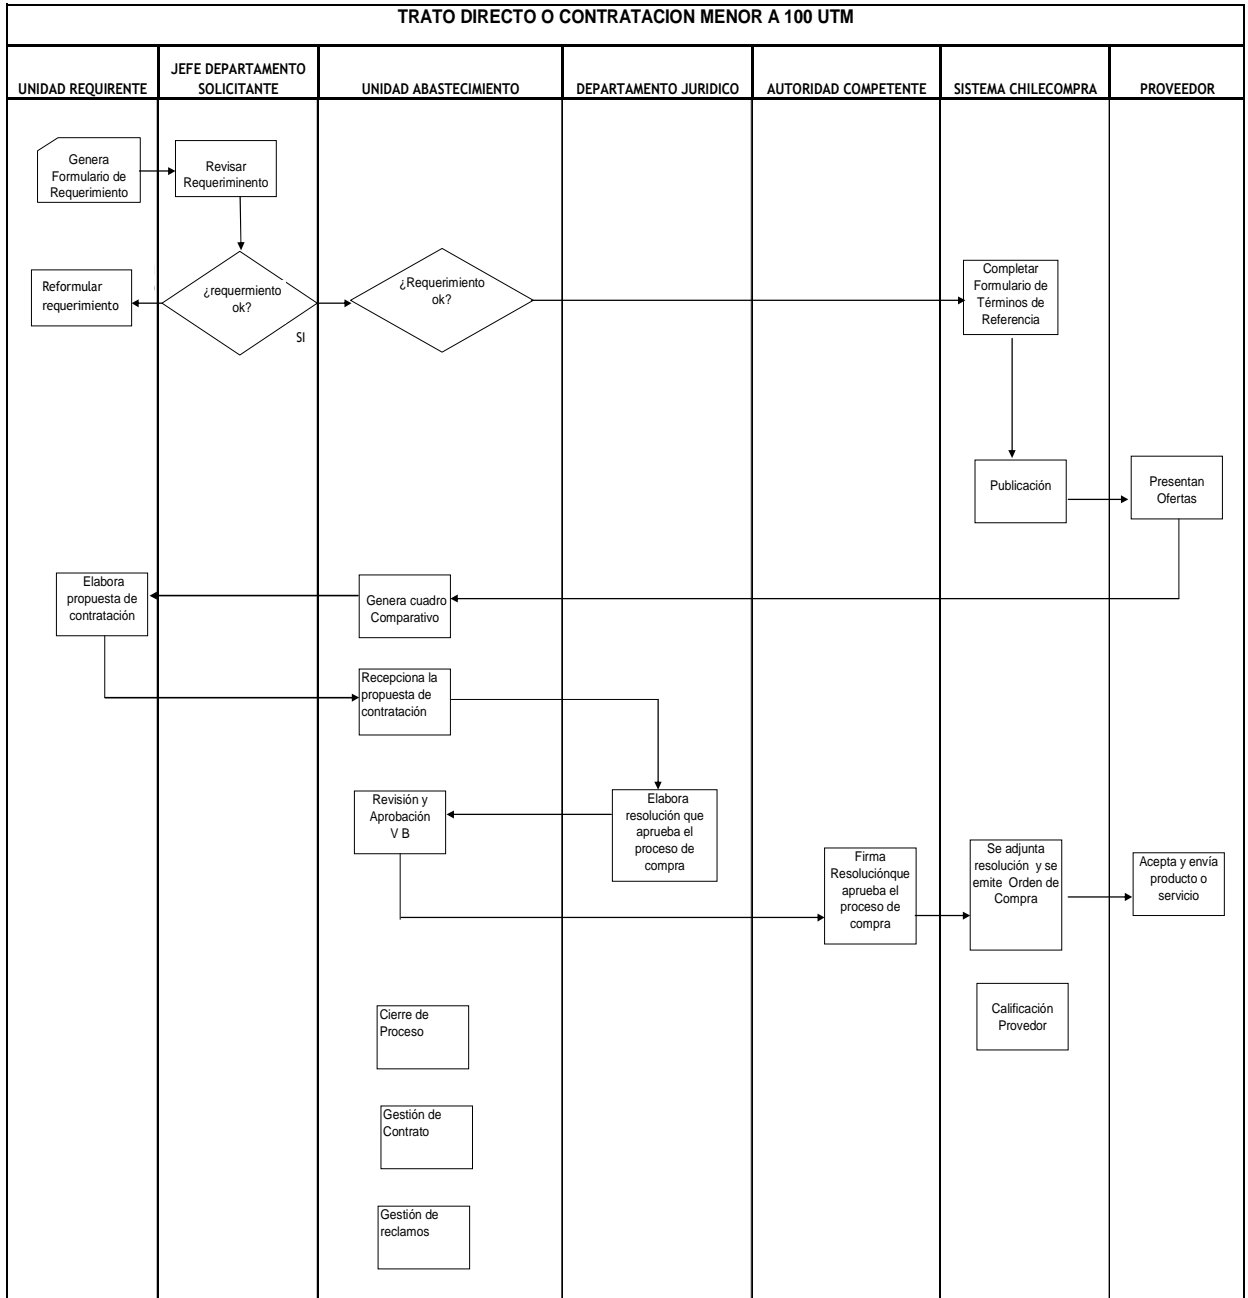 TRATO DIRECTO O CONTRATACION MENOR A 100 UTM
UNIDAD REQUIRENTE
JEFE DEPARTAMENTO
SOLICITANTE
UNIDAD ABASTECIMIENTO
DEPARTAMENTO JURIDICO
AUTORIDAD COMPETENTE
SISTEMA CHILECOMPRA
PROVEEDOR
Genera
Formulario de
Requerimiento
Revisar
Requeriminento
Reformular
requerimiento
¿requermiento
ok?
SI
¿Requerimiento
ok?
Completar
Formulario de
Términos de
Referencia
Publicación
Presentan
Ofertas
Elabora
propuesta de
contratación
Genera cuadro
Comparativo
Recepciona la
propuesta de
contratación
Revisión y
Aprobación
V B
Elabora
resolución que
aprueba el
proceso de
compra
Firma
Resoluciónque
aprueba el
proceso de
compra
Se adjunta
resolución y se
emite Orden de
Compra
Acepta y envía
producto o
servicio
Cierre de
Proceso
Calificación
Provedor
Gestión de
Contrato
Gestión de
reclamos